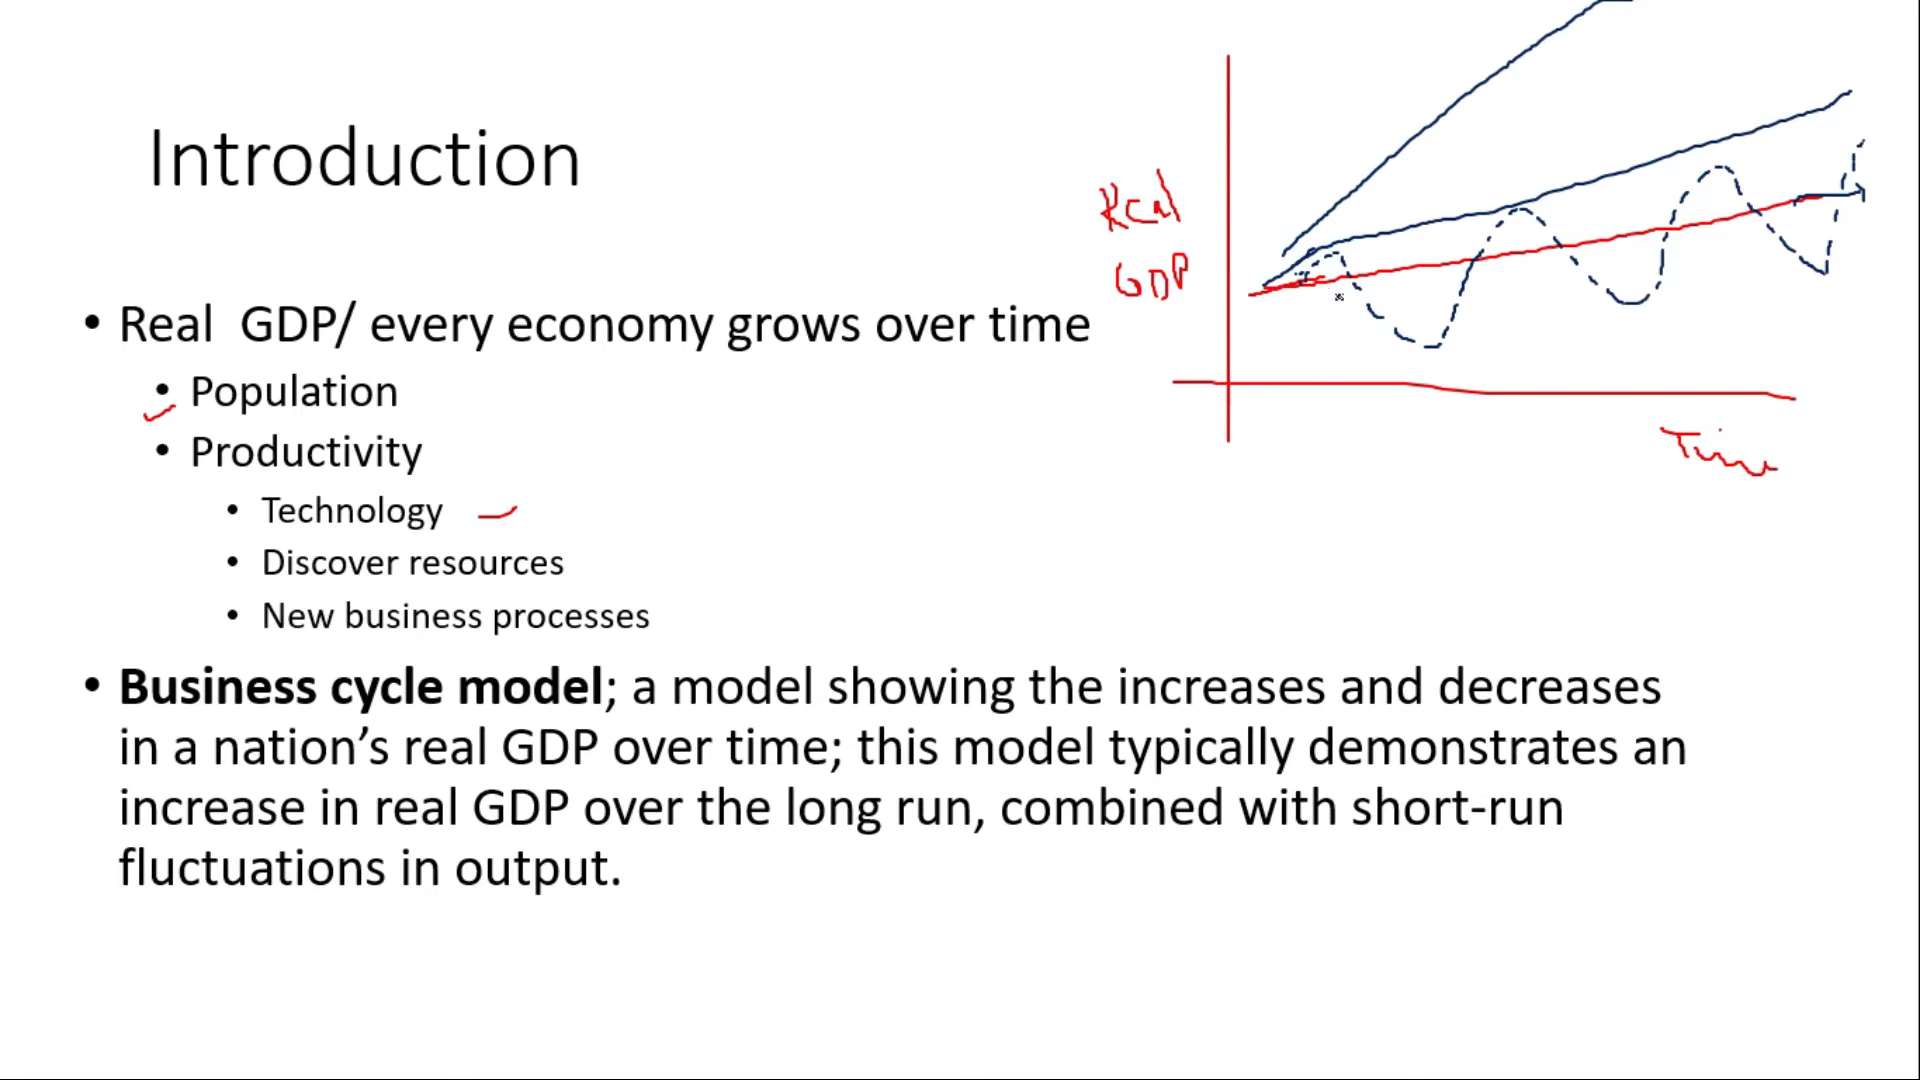 Introduction
Real
GDP
• Real GDP/ every economy grows over time
• Population
• Productivity
• Technology
• Discover resources
• New business processes
Time
• Business cycle model; a model showing the increases and decreases
in a nation’s real GDP over time; this model typically demonstrates an
increase in real GDP over the long run, combined with short-run
fluctuations in output.